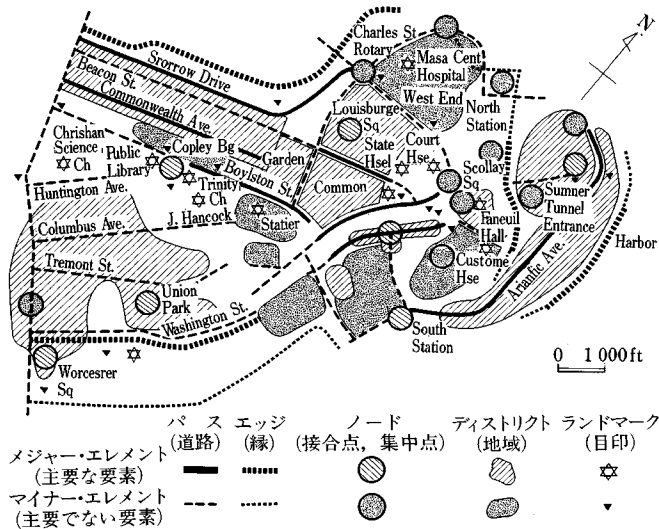 N
Charles St.
Rotary
Masa Cent
Hospital
Srorrow Drive
Beacon St.
Commonwealth Ave.
West End
North
Station
Louisburge
Sq
State
Hsel
Court
Hse
Chrishan
Science
Ch
Public
Library
Copley Bg
Garden
Boylston St.
Common
Scollay
Sq
Trinity
Ch
Huntington Ave.
J. Hancock
Statier
Faneuil
Hall
Sumner
Tunnel
Entrance
Harbor
Columbus Ave.
Custome
Hse
Atianfic Ave.
Tremont St.
Union
Park
Washington St.
South
Station
Worcesrer
Sq
0 1 000 ft
パス エッジ ノード ディストリクト ランドマーク
(道路) (縁) (接合点，集中点) (地域) (目印)
メジャー・エレメント
(主要な要素)
マイナー・エレメント
(主要でない要素)